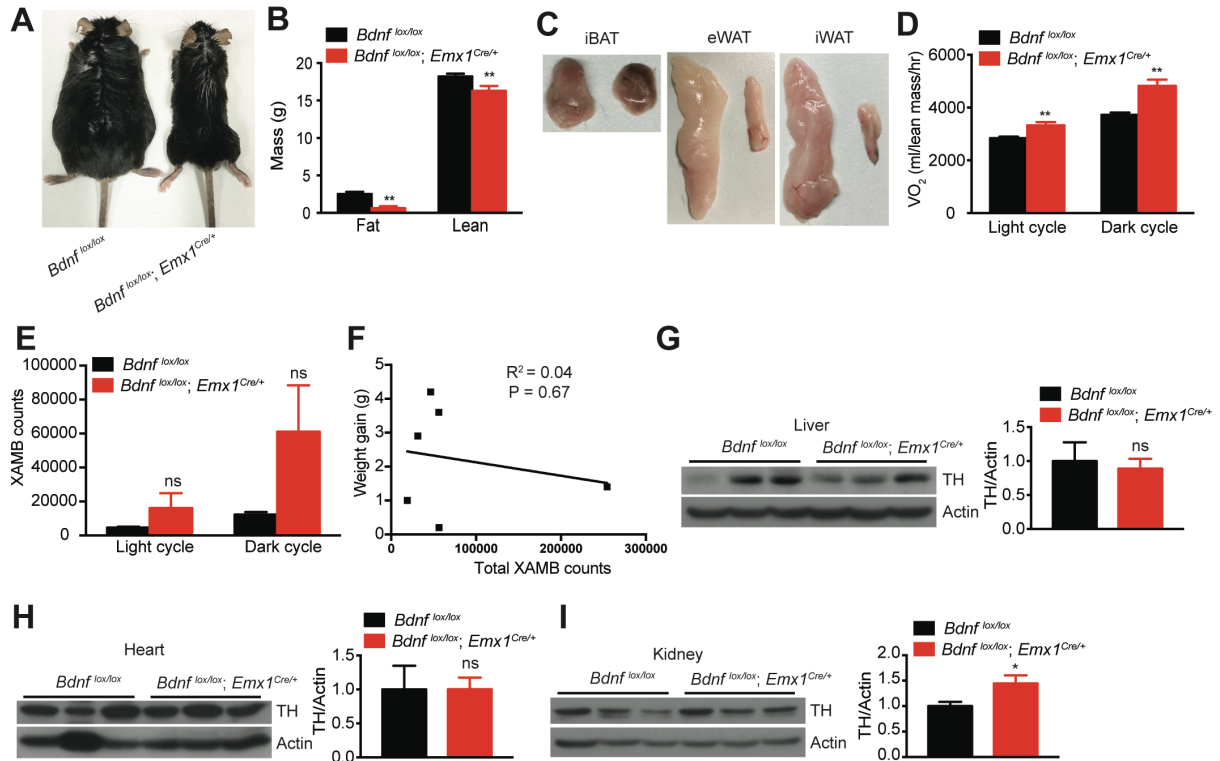 A
Bdnf lox/lox
Bdnf lox/lox; Emx1Cre/+
B
Bdnf lox/lox
Bdnf lox/lox; Emx1Cre/+
Mass (g)
20
15
10
5
0
**
**
Fat
Lean
C
iBAT
eWAT
iWAT
D
Bdnf lox/lox
Bdnf lox/lox; Emx1Cre/+
VO2 (ml/lean mass/hr)
6000
4000
2000
0
**
**
Light cycle
Dark cycle
E
Bdnf lox/lox
Bdnf lox/lox; Emx1Cre/+
XAMB counts
100000
80000
60000
40000
20000
0
ns
ns
Light cycle
Dark cycle
F
R2 = 0.04
P = 0.67
Weight gain (g)
5
4
3
2
1
0
0
100000
200000
300000
Total XAMB counts
G
Liver
Bdnf lox/lox
Bdnf lox/lox; Emx1Cre/+
TH
Actin
Bdnf lox/lox
Bdnf lox/lox; Emx1Cre/+
TH/Actin
1.5
1.0
0.5
0.0
ns
H
Heart
Bdnf lox/lox
Bdnf lox/lox; Emx1Cre/+
TH
Actin
Bdnf lox/lox
Bdnf lox/lox; Emx1Cre/+
TH/Actin
1.5
1.0
0.5
0.0
ns
I
Kidney
Bdnf lox/lox
Bdnf lox/lox; Emx1Cre/+
TH
Actin
Bdnf lox/lox
Bdnf lox/lox; Emx1Cre/+
TH/Actin
2.0
1.5
1.0
0.5
0.0
*